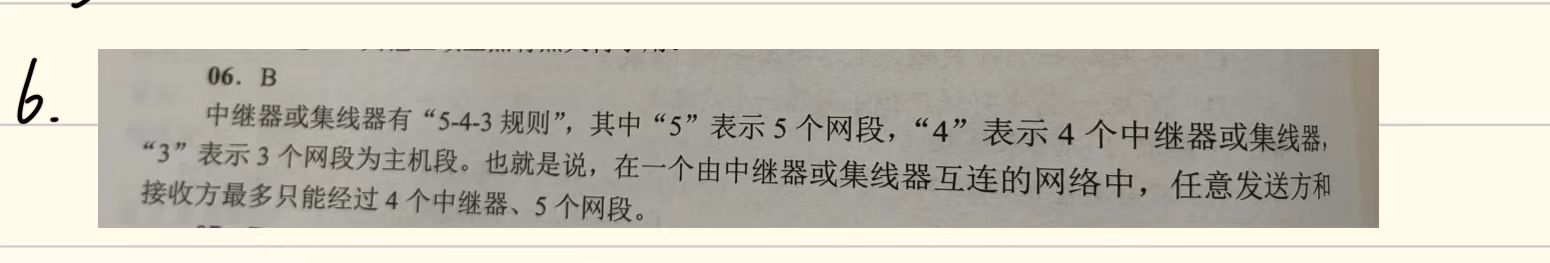 6.
06. B
中继器或集线器有“5-4-3 规则”，其中“5”表示 5 个网段，“4”表示 4 个中继器或集线器,
“3”表示 3 个网段为主机段。也就是说，在一个由中继器或集线器互连的网络中，任意发送方和
接收方最多只能经过 4 个中继器、5 个网段。